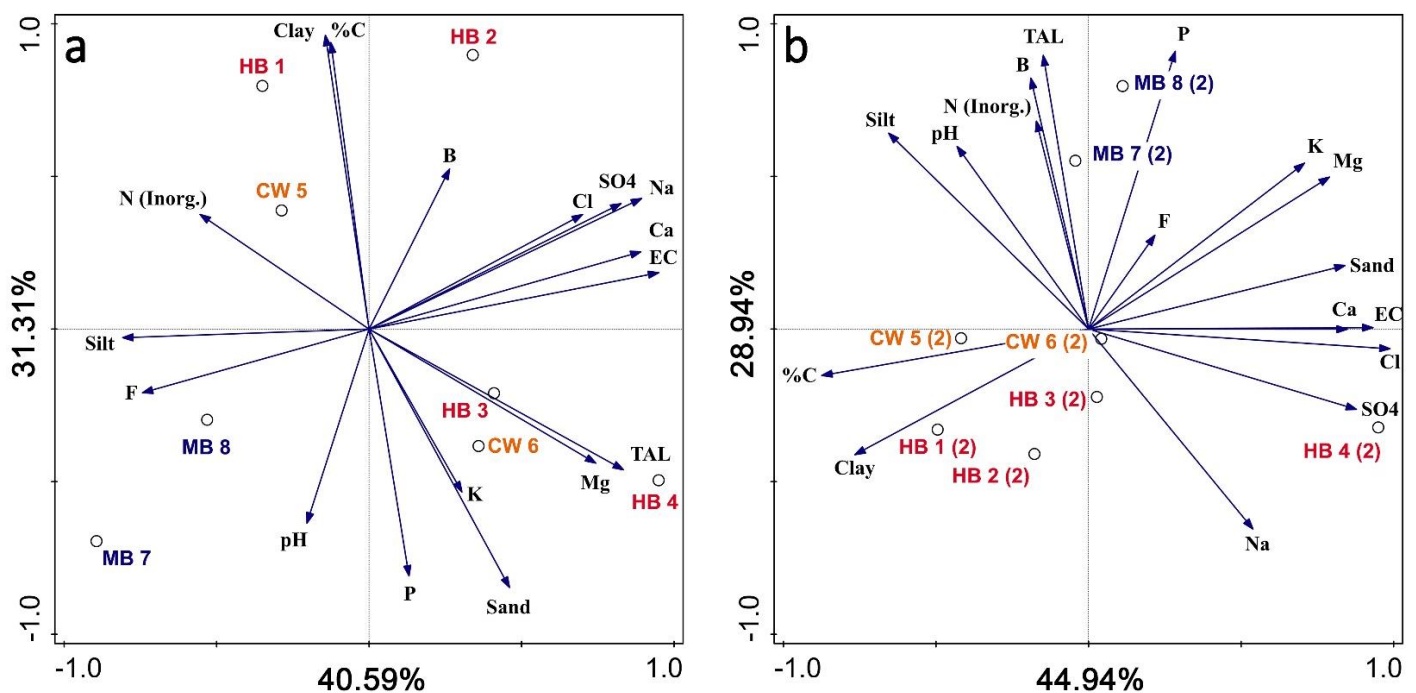 a
1.0
31.31%
-1.0
Clay %C
HB 2
HB 1
B
CW 5
SO4
Na
N (Inorg.)
Cl
Ca
EC
Silt
F
HB 3
MB 8
CW 6
TAL
Mg
K
HB 4
pH
MB 7
P
Sand
-1.0
40.59%
1.0
b
1.0
28.94%
-1.0
P
TAL
B
MB 8 (2)
N (Inorg.)
Silt
pH
K
MB 7 (2)
Mg
F
Sand
Ca
EC
CW 5 (2)
CW 6 (2)
Cl
%C
HB 3 (2)
SO4
HB 1 (2)
HB 4 (2)
Clay
HB 2 (2)
Na
-1.0
44.94%
1.0